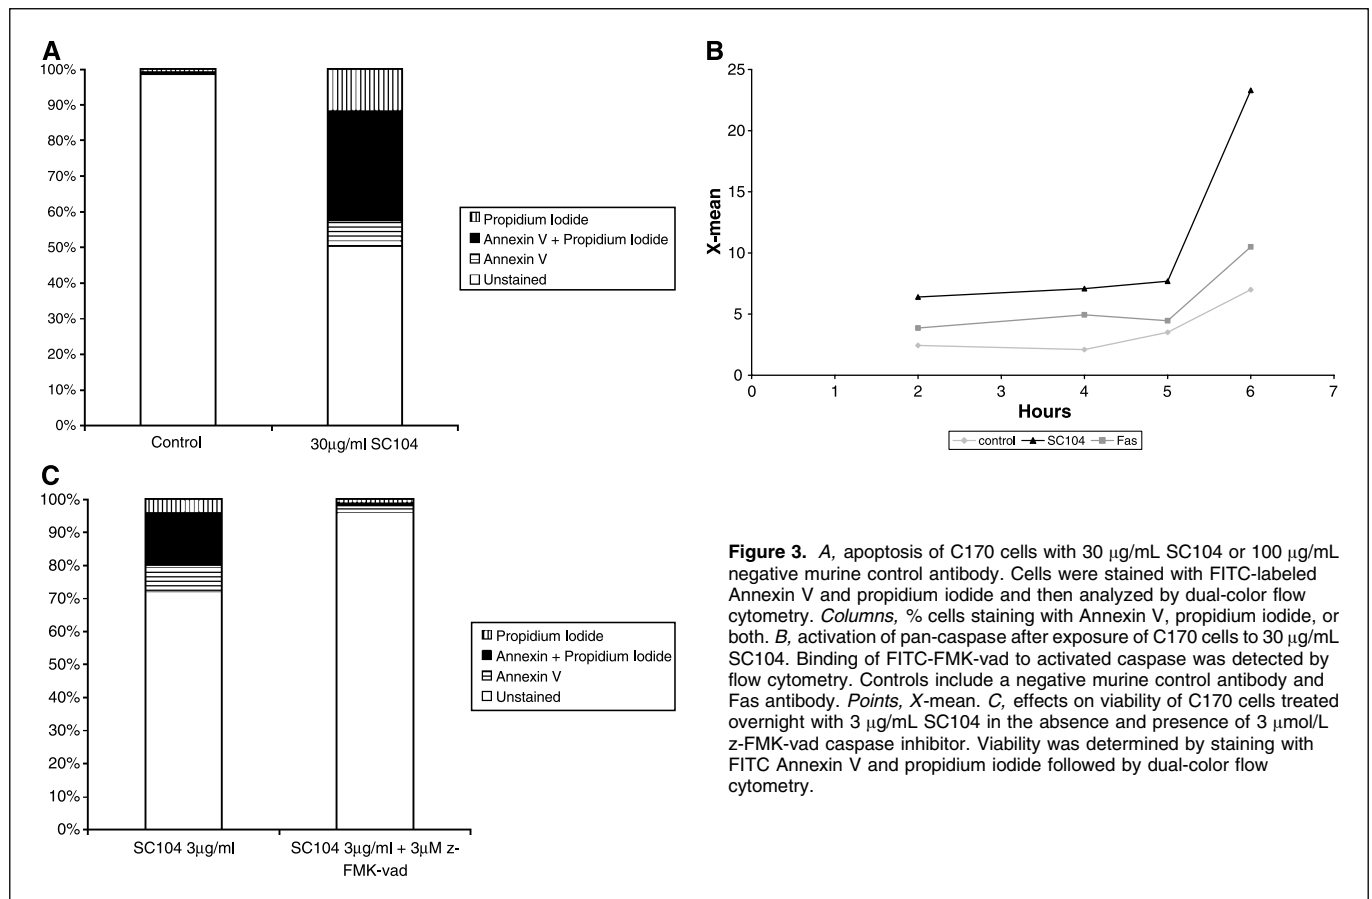 A
100%
90%
80%
70%
60%
50%
40%
30%
20%
10%
0%
Control
30μg/ml SC104
Propidium Iodide
Annexin V + Propidium Iodide
Annexin V
Unstained
B
25
20
15
10
5
0
X-mean
0 1 2 3 4 5 6 7
Hours
control SC104 Fas
C
100%
90%
80%
70%
60%
50%
40%
30%
20%
10%
0%
SC104 3μg/ml
SC104 3μg/ml + 3μM z-
FMK-vad
Propidium Iodide
Annexin + Propidium Iodide
Annexin V
Unstained
Figure 3. A, apoptosis of C170 cells with 30 μg/mL SC104 or 100 μg/mL
negative murine control antibody. Cells were stained with FITC-labeled
Annexin V and propidium iodide and then analyzed by dual-color flow
cytometry. Columns, % cells staining with Annexin V, propidium iodide, or
both. B, activation of pan-caspase after exposure of C170 cells to 30 μg/mL
SC104. Binding of FITC-FMK-vad to activated caspase was detected by
flow cytometry. Controls include a negative murine control antibody and
Fas antibody. Points, X-mean. C, effects on viability of C170 cells treated
overnight with 3 μg/mL SC104 in the absence and presence of 3 μmol/L
z-FMK-vad caspase inhibitor. Viability was determined by staining with
FITC Annexin V and propidium iodide followed by dual-color flow
cytometry.